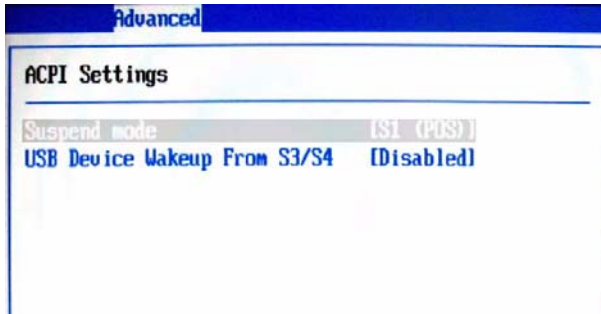 Advanced
ACPI Settings
Suspend mode [S1 (POS)]
USB Device Wakeup From S3/S4 [Disabled]